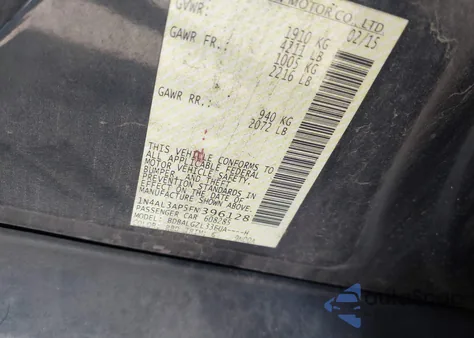 MOTOR CO., LTD.
02/15
GVWR: 1910 KG
4211 LB
GAWR FR.: 1005 KG
2216 LB
GAWR RR.: 940 KG
2072 LB
THIS VEHICLE CONFORMS TO
ALL APPLICABLE FEDERAL
MOTOR VEHICLE SAFETY,
BUMPER, AND THEFT
PREVENTION STANDARDS
IN EFFECT ON THE DATE OF
MANUFACTURE SHOWN ABOVE.
1N4AL3AP5FN396128
PASSENGER CAR
MODEL: